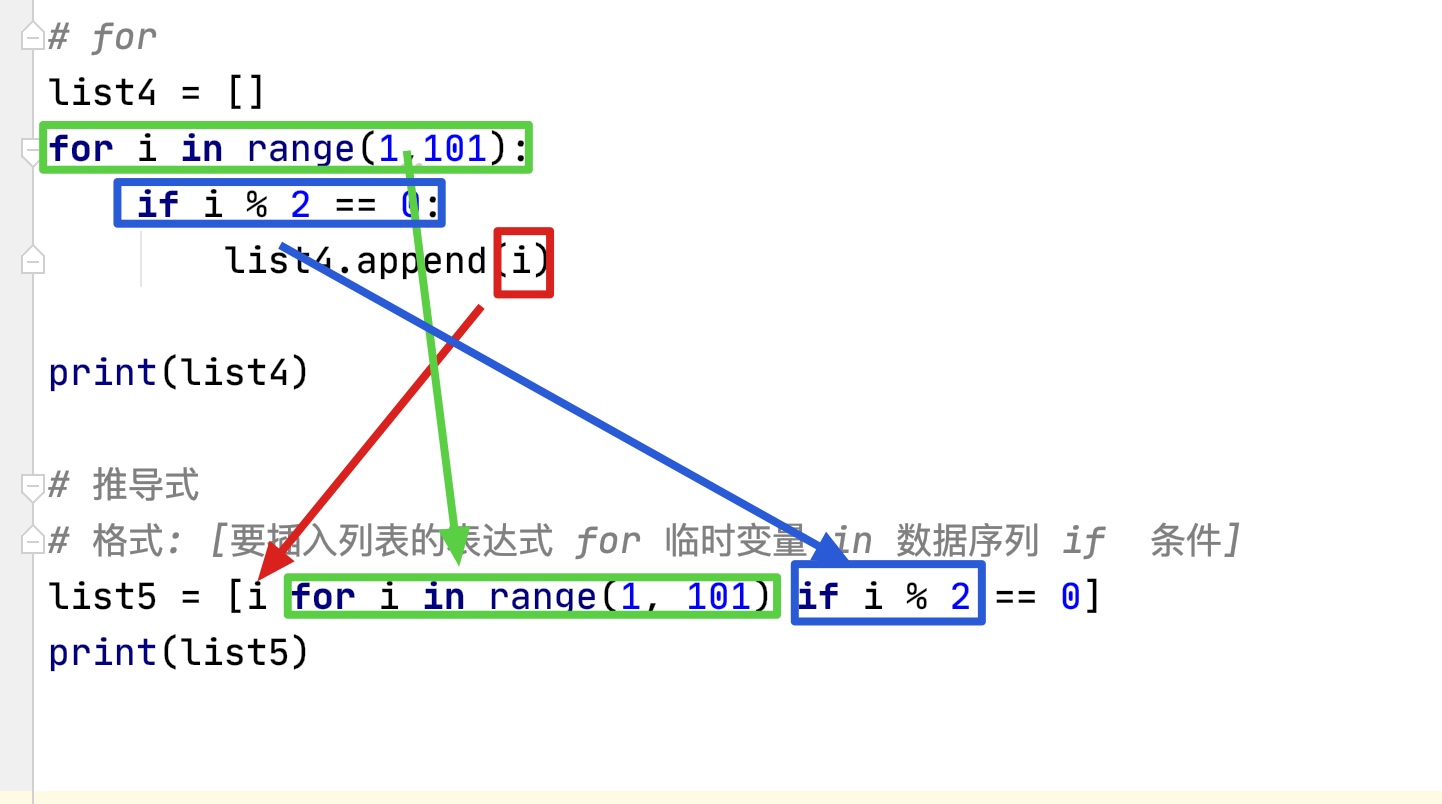 # for
list4 = []
for i in range(1,101):
if i % 2 == 0:
list4.append(i)
print(list4)
# 推导式
# 格式: [要插入列表的表达式 for 临时变量 in 数据序列 if 条件]
list5 = [i for i in range(1, 101) if i % 2 == 0]
print(list5)